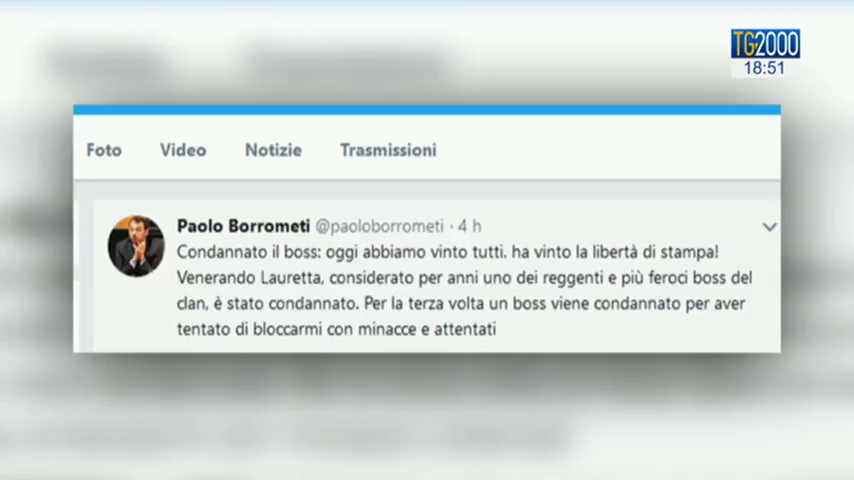 TG2000
18:51
Foto Video Notizie Trasmissioni
Paolo Borrometi @paoloborrometi · 4 h
Condannato il boss: oggi abbiamo vinto tutti. ha vinto la libertà di stampa!
Venerando Lauretta, considerato per anni uno dei reggenti e più feroci boss del
clan, è stato condannato. Per la terza volta un boss viene condannato per aver
tentato di bloccarmi con minacce e attentati